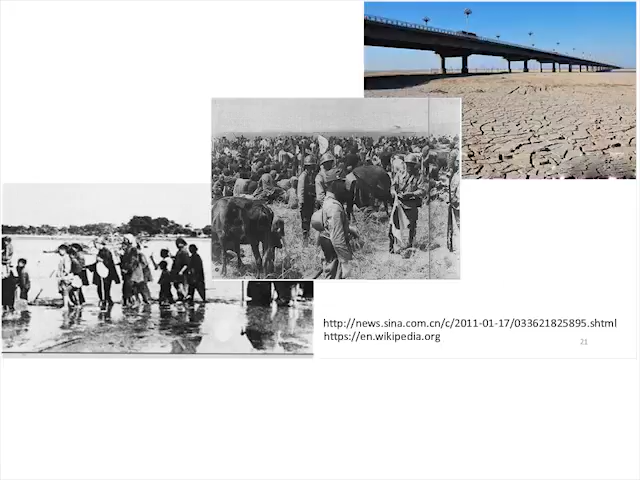 http://news.sina.com.cn/c/2011-01-17/033621825895.shtml
https://en.wikipedia.org
21